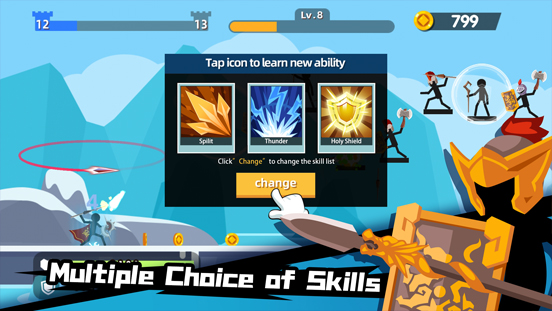 12
13
Lv.8
799
Tap icon to learn new ability
Spilit
Thunder
Holy Shield
Click" Change" to change the skill list
change
Multiple Choice of Skills